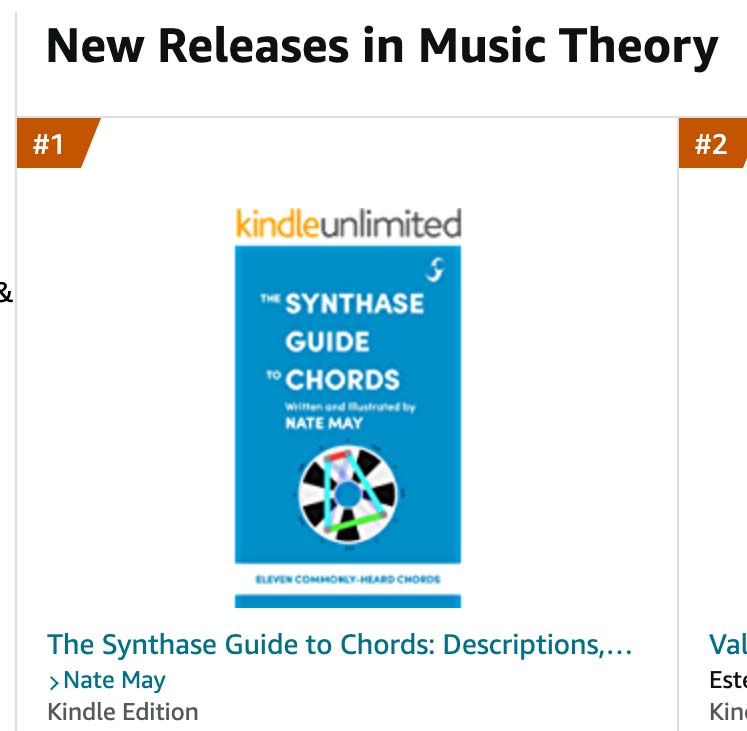 New Releases in Music Theory
#1
#2
&
kindleunlimited
THE SYNTHASE
GUIDE
TO CHORDS
Written and Illustrated by
NATE MAY
ELEVEN COMMONLY-HEARD CHORDS
The Synthase Guide to Chords: Descriptions,…
›Nate May
Kindle Edition
Val
Este
Kind